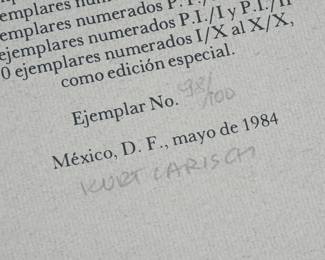 emplares numerados P.I./
ejemplares numerados P.I./I y P.I./II
0 ejemplares numerados I/X al X/X,
como edición especial.
Ejemplar No. 98/100
México, D. F., mayo de 1984
KURT LARISCH